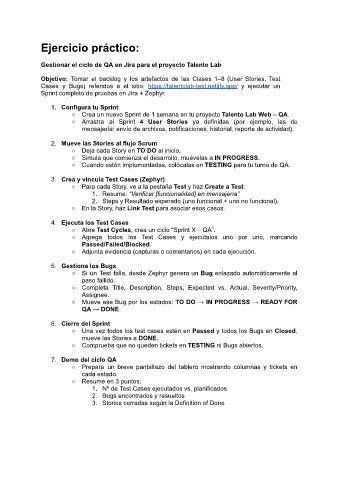 Ejercicio práctico:
Gestionar el ciclo de QA en Jira para el proyecto Talento Lab
Objetivo: Tomar el backlog y los artefactos de las Clases 1–8 (User Stories, Test
Cases y Bugs) referidos a el sitio: https://talentolab-test.netlify.app/ y ejecutar un
Sprint completo de pruebas en Jira + Zephyr.
1. Configura tu Sprint
○ Crea un nuevo Sprint de 1 semana en tu proyecto Talento Lab Web – QA.
○ Arrastra al Sprint 4 User Stories ya definidas (por ejemplo, las de
mensajería: envío de archivos, notificaciones, historial, reporte de actividad).
2. Mueve las Stories al flujo Scrum
○ Deja cada Story en TO DO al inicio.
○ Simula que comienza el desarrollo, muévelas a IN PROGRESS.
○ Cuando estén implementadas, colócalas en TESTING para tu turno de QA.
3. Crea y vincula Test Cases (Zephyr)
○ Para cada Story, ve a la pestaña Test y haz Create a Test:
1. Resume: "Verificar [funcionalidad] en mensajería"
2. Steps y Resultado esperado (uno funcional + uno no funcional).
○ En la Story, haz Link Test para asociar esos casos.
4. Ejecuta los Test Cases
○ Abre Test Cycles, crea un ciclo "Sprint X – QA".
○ Agrega todos los Test Cases y ejecútalos uno por uno, marcando
Passed/Failed/Blocked.
○ Adjunta evidencia (capturas o comentarios) en cada ejecución.
5. Gestiona los Bugs
○ Si un Test falla, desde Zephyr genera un Bug enlazado automáticamente al
paso fallido.
○ Completa Title, Description, Steps, Expected vs. Actual, Severity/Priority,
Assignee.
○ Mueve ese Bug por los estados: TO DO → IN PROGRESS → READY FOR
QA → DONE.
6. Cierre del Sprint
○ Una vez todos los test cases estén en Passed y todos los Bugs en Closed,
mueve las Stories a DONE.
○ Comprueba que no queden tickets en TESTING ni Bugs abiertos.
7. Demo del ciclo QA
○ Prepara un breve pantallazo del tablero mostrando columnas y tickets en
cada estado.
○ Resume en 3 puntos:
1. Nº de Test Cases ejecutados vs. planificados
2. Bugs encontrados y resueltos
3. Stories cerradas según la Definition of Done